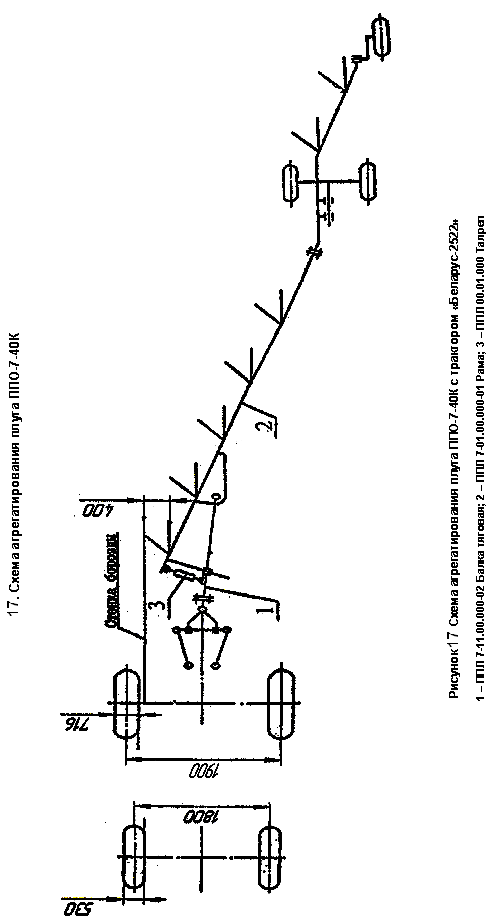 17. Схема агрегатирования плуга ППО-7-40К
Стенка борозды
400
3
2
1
716
1900
1800
530
Рисунок 17 Схема агрегатирования плуга ППО-7-40К с трактором «Беларус-2522»
1 – ППП 7-11.00.000-02 Балка тяговая; 2 – ППП 7-01.00.000-01 Рама; 3 – ППП 00.01.000 Талреп